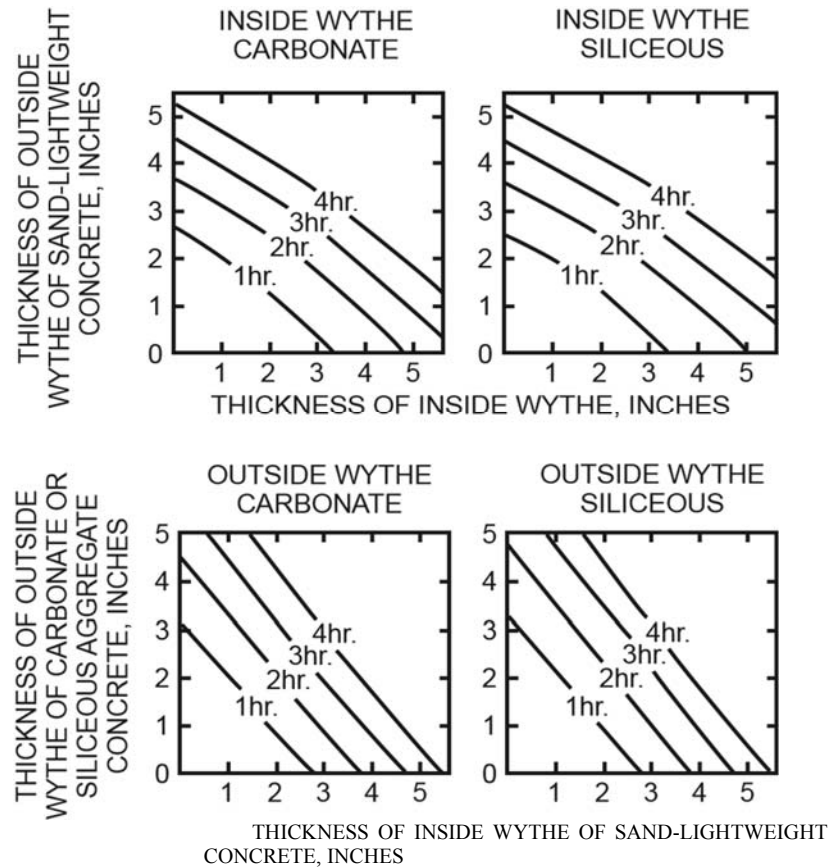 INSIDE WYTHE
CARBONATE
INSIDE WYTHE
SILICEOUS
THICKNESS OF OUTSIDE
WYTHE OF SAND-LIGHTWEIGHT
CONCRETE, INCHES
5
4
3
2
1
0
4hr.
3hr.
2hr.
1hr.
1 2 3 4 5
5
4
3
2
1
0
4hr.
3hr.
2hr.
1hr.
1 2 3 4 5
THICKNESS OF INSIDE WYTHE, INCHES
OUTSIDE WYTHE
CARBONATE
OUTSIDE WYTHE
SILICEOUS
THICKNESS OF OUTSIDE
WYTHE OF CARBONATE OR
SILICEOUS AGGREGATE
CONCRETE, INCHES
5
4
3
2
1
0
4hr.
3hr.
2hr.
1hr.
1 2 3 4 5
5
4
3
2
1
0
4hr.
3hr.
2hr.
1hr.
1 2 3 4 5
THICKNESS OF INSIDE WYTHE OF SAND-LIGHTWEIGHT
CONCRETE, INCHES